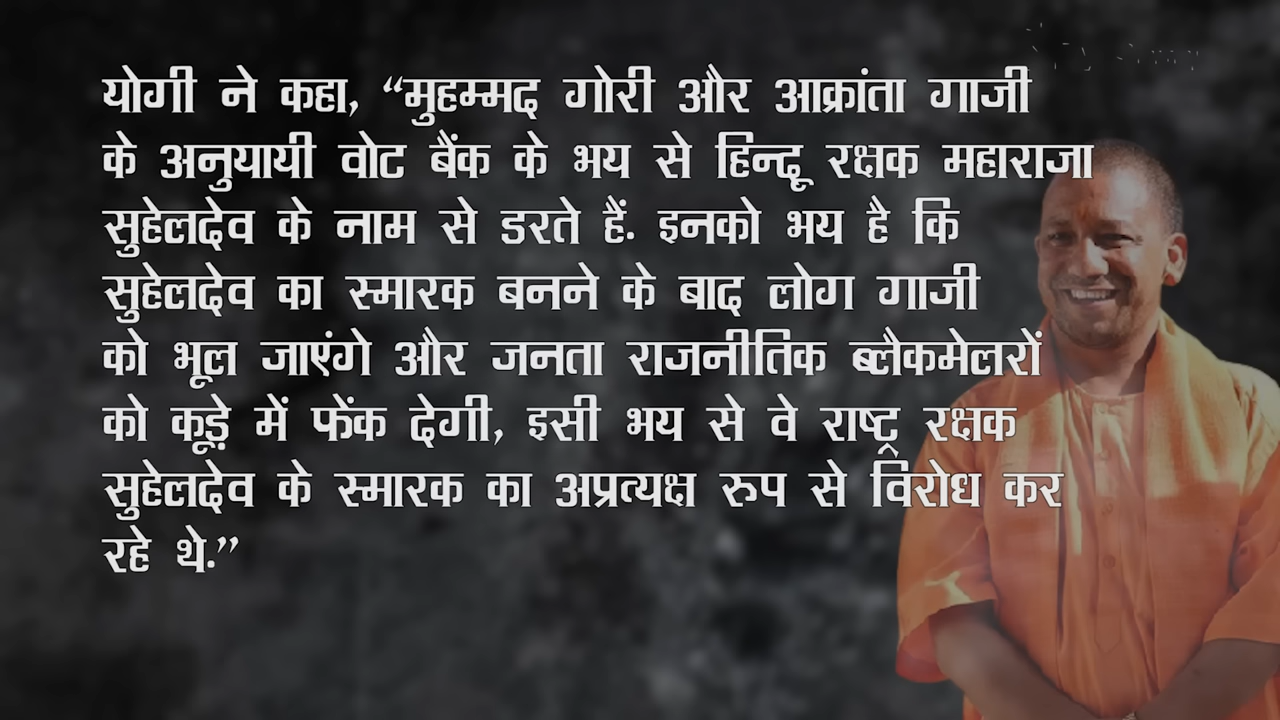 योगी ने कहा, “मुहम्मद गोरी और आक्रांता गाजी
के अनुयायी वोट बैंक के भय से हिन्दू रक्षक महाराजा
सुहेलदेव के नाम से डरते हैं. इनको भय है कि
सुहेलदेव का स्मारक बनने के बाद लोग गाजी
को भूल जाएंगे और जनता राजनीतिक ब्लैकमेलरों
को कूड़े में फेंक देगी, इसी भय से वे राष्ट्र रक्षक
सुहेलदेव के स्मारक का अप्रत्यक्ष रुप से विरोध कर
रहे थे.”